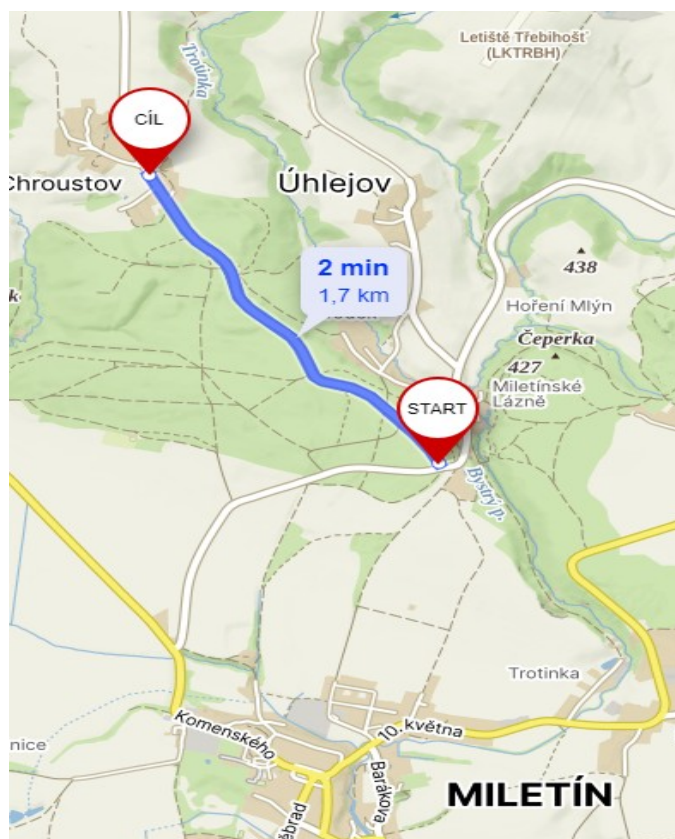 Letiště Třebihošť
(LKTRBH)
Trotinka
CÍL
Chroustov
Úhlejov
2 min
1,7 km
438
Hoření Mlýn
Čeperka
427
Miletínské
Lázně
START
Bystrý p.
Trotinka
Komenského
10. května
Barákova
MILETÍN